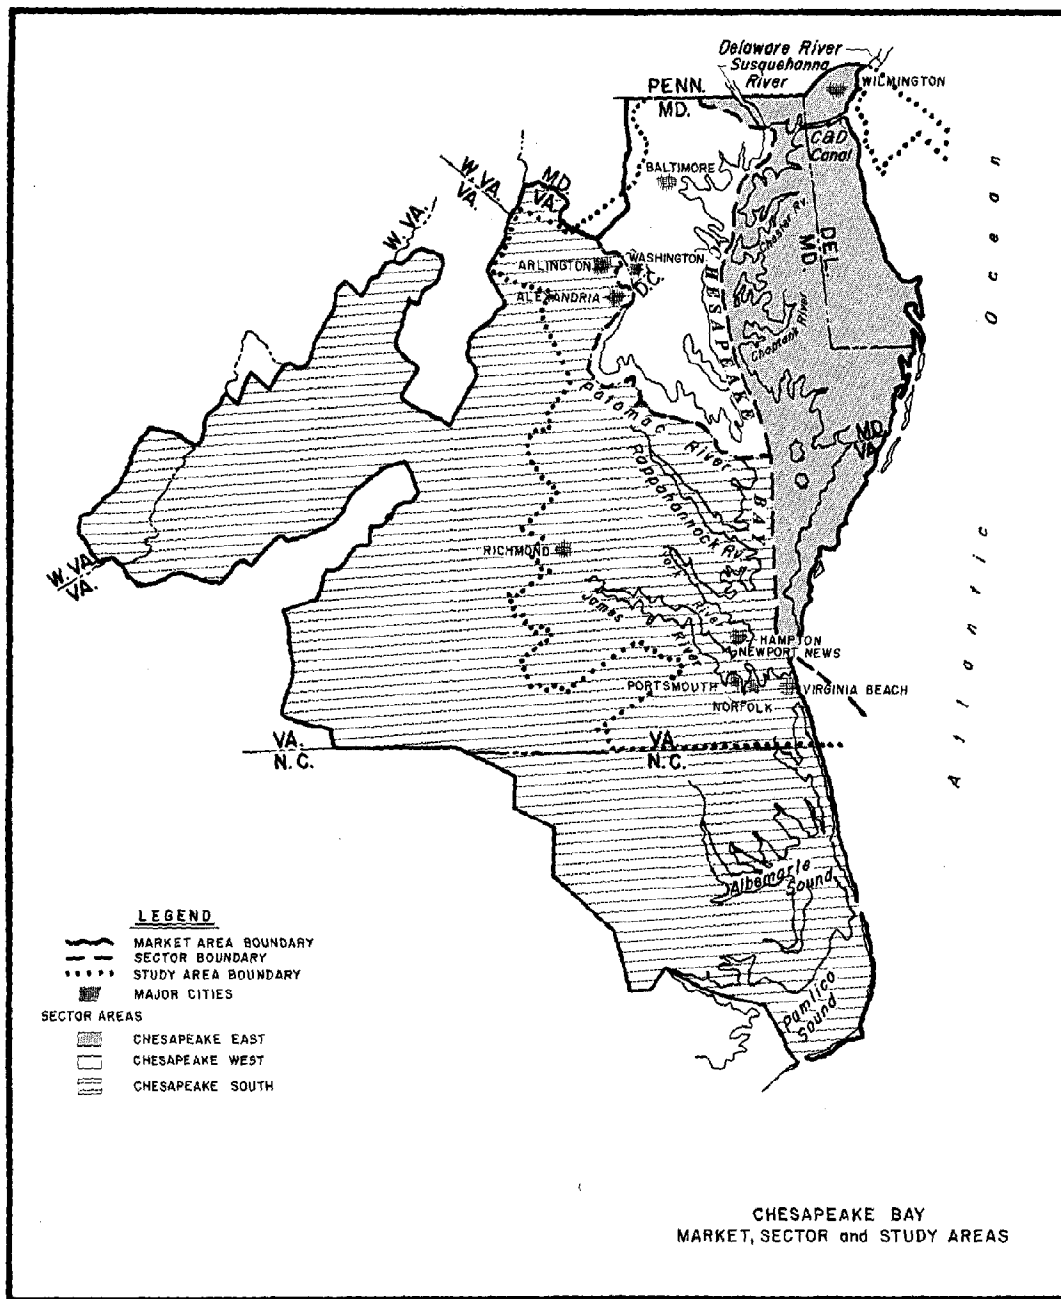 Delaware River
Susquehanna
River
WILMINGTON
PENN.
MD.
C&D
Canal
BALTIMORE
W. VA.
VA.
MD.
VA.
W. VA.
Chester Rv.
DEL.
MD.
ARLINGTON
WASHINGTON
D.C.
ALEXANDRIA
CHESAPEAKE
BAY
Choptank River
Atlantic Ocean
Potomac River
MD.
VA.
Rappahannock Rv.
RICHMOND
York River
W. VA.
VA.
James River
HAMPTON
NEWPORT NEWS
PORTSMOUTH
VIRGINIA BEACH
NORFOLK
VA.
N.C.
VA.
N.C.
Albemarle
Sound
Pamlico
Sound
LEGEND
MARKET AREA BOUNDARY
SECTOR BOUNDARY
STUDY AREA BOUNDARY
MAJOR CITIES
SECTOR AREAS
CHESAPEAKE EAST
CHESAPEAKE WEST
CHESAPEAKE SOUTH
CHESAPEAKE BAY
MARKET, SECTOR and STUDY AREAS